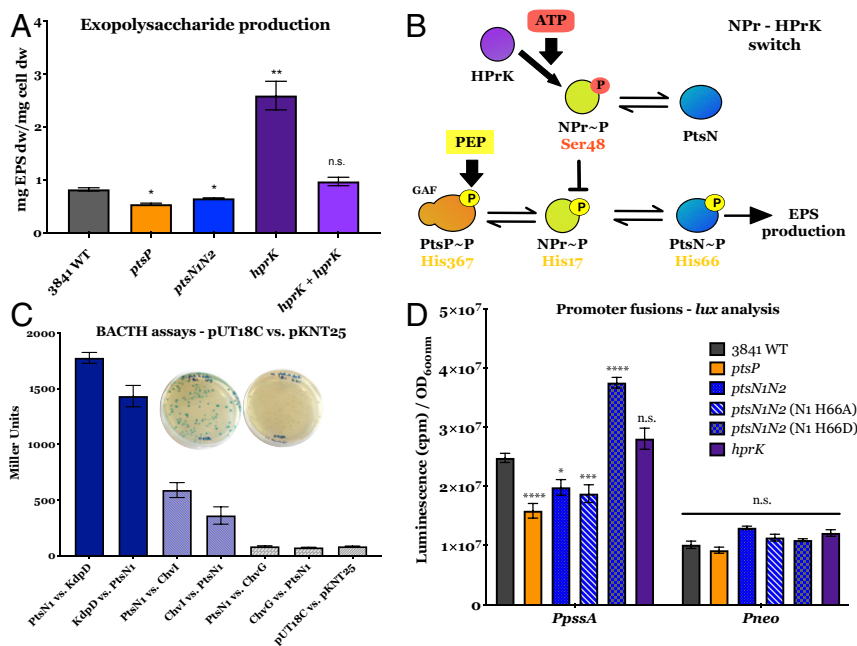 A
Exopolysaccharide production
mg EPS dw/mg cell dw
4
3
2
1
0
*
*
**
n.s.
3841 WT
ptsP
ptsN1N2
hprK
hprK + hprK
B
NPr - HPrK
switch
ATP
HPrK
P
NPr~P
Ser48
PtsN
PEP
GAF
P
P
P
PtsP~P
His367
NPr~P
His17
PtsN~P
His66
EPS
production
C
BACTH assays - pUT18C vs. pKNT25
Miller Units
2000
1500
1000
500
0
PtsN1 vs. KdpD
KdpD vs. PtsN1
PtsN1 vs. ChvI
ChvI vs. PtsN1
PtsN1 vs. ChvG
ChvG vs. PtsN1
pUT18C vs. pKNT25
D
Promoter fusions - lux analysis
Luminescence (cpm) / OD600nm
5×10⁷
4×10⁷
3×10⁷
2×10⁷
1×10⁷
0
3841 WT
ptsP
ptsN1N2
ptsN1N2 (N1 H66A)
ptsN1N2 (N1 H66D)
hprK
****
*
***
****
n.s.
n.s.
PpssA
Pneo